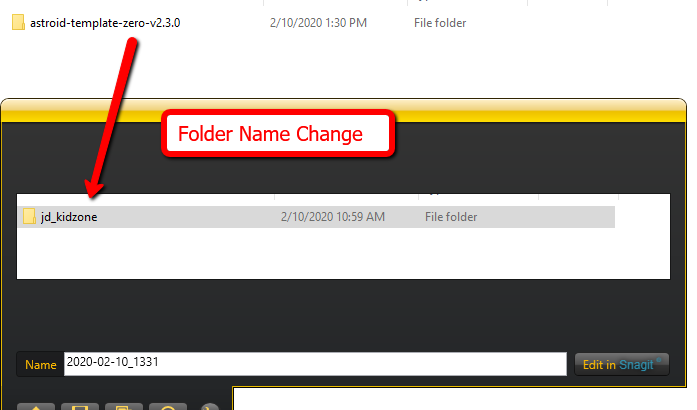 astroid-template-zero-v2.3.0 2/10/2020 1:30 PM File folder
Folder Name Change
jd_kidzone 2/10/2020 10:59 AM File folder
Name 2020-02-10_1331 Edit in Snagit